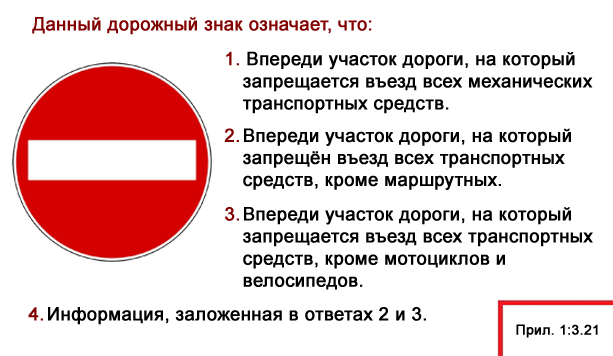 Данный дорожный знак означает, что:
1. Впереди участок дороги, на который
запрещается въезд всех механических
транспортных средств.
2. Впереди участок дороги, на который
запрещён въезд всех транспортных
средств, кроме маршрутных.
3. Впереди участок дороги, на который
запрещается въезд всех транспортных
средств, кроме мотоциклов и
велосипедов.
4. Информация, заложенная в ответах 2 и 3.
Прил. 1:3.21